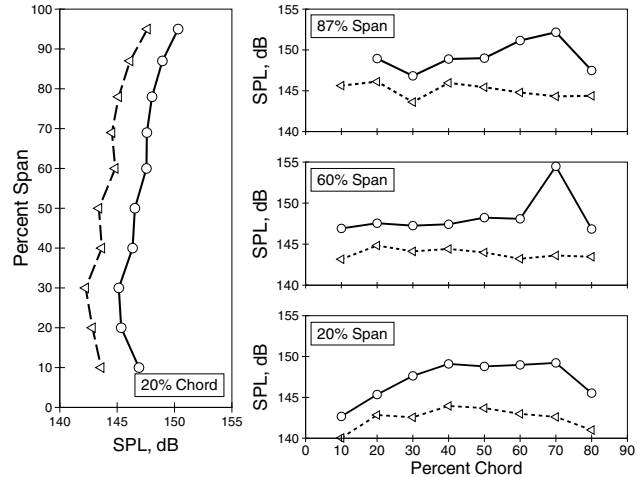 100
90
80
70
60
50
40
30
20
10
0
Percent Span
20% Chord
140 145 150 155
SPL, dB
155
150
145
140
SPL, dB
87% Span
155
150
145
140
SPL, dB
60% Span
155
150
145
140
SPL, dB
20% Span
0 10 20 30 40 50 60 70 80 90
Percent Chord